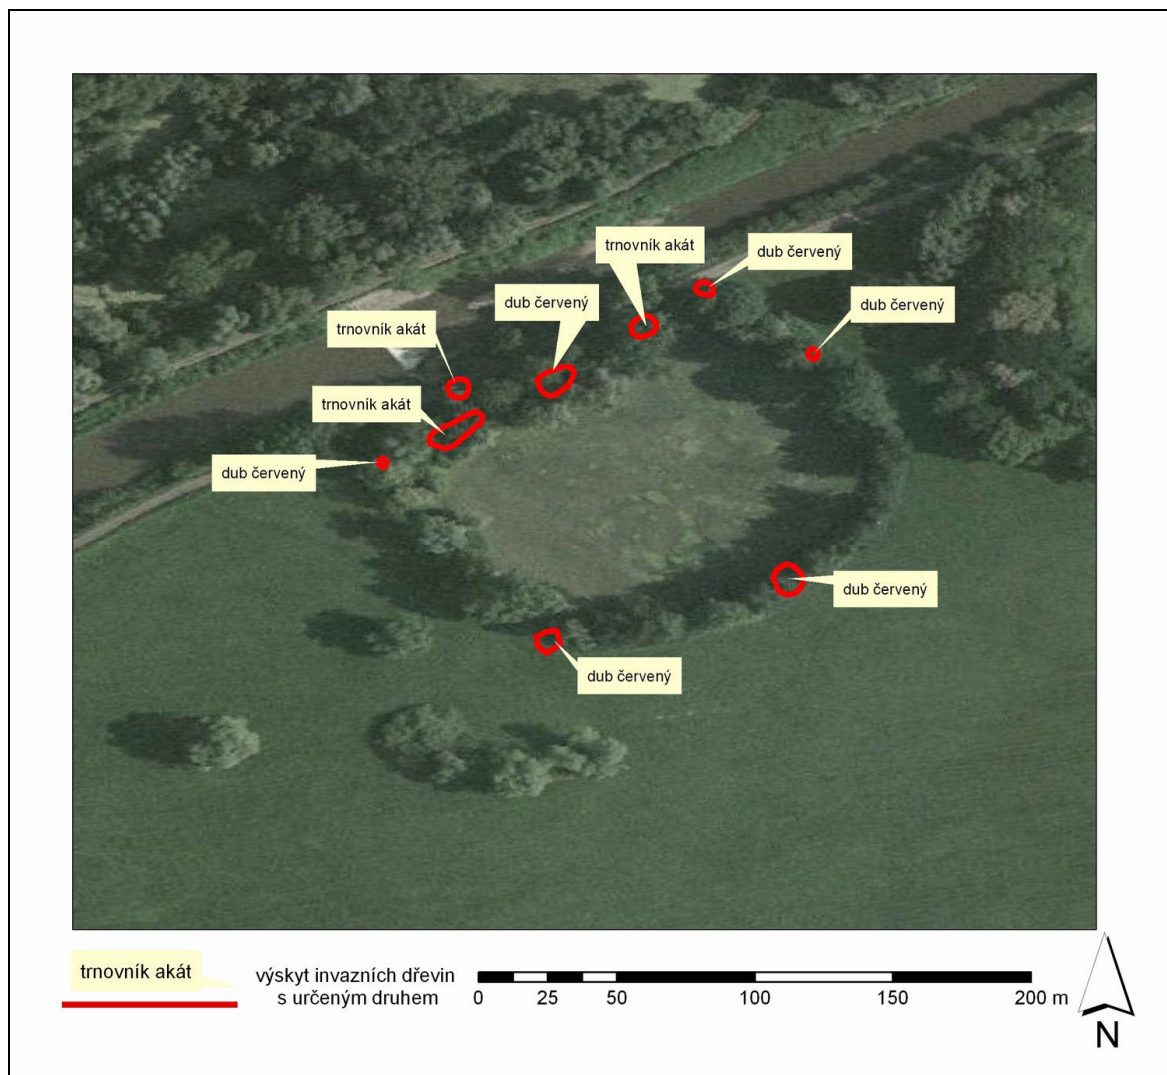 trnovník akát
dub červený
dub červený
dub červený
trnovník akát
trnovník akát
dub červený
dub červený
dub červený
trnovník akát
výskyt invazních dřevin
s určeným druhem
0 25 50 100 150 200 m
N